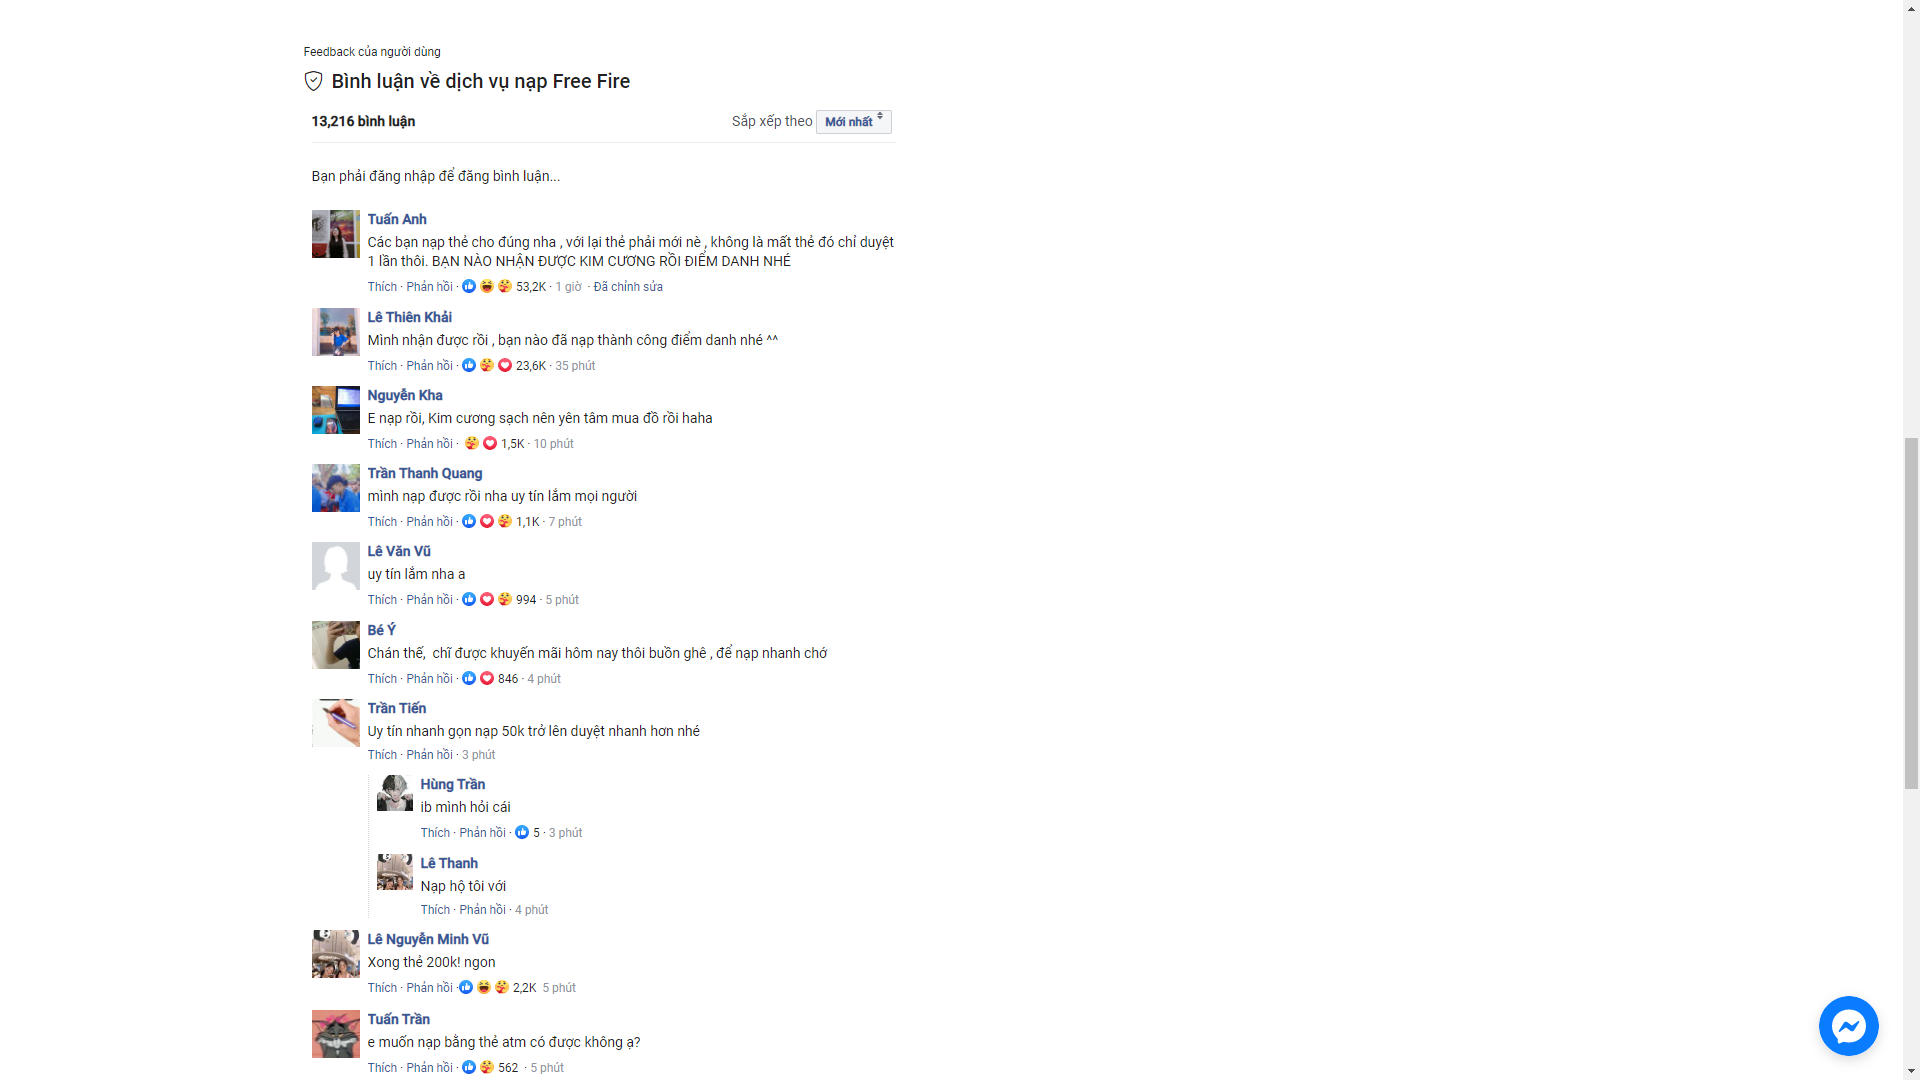 Feedback của người dùng
Bình luận về dịch vụ nạp Free Fire
13,216 bình luận
Sắp xếp theo Mới nhất
Bạn phải đăng nhập để đăng bình luận...
Tuấn Anh
Các bạn nạp thẻ cho đúng nha , với lại thẻ phải mới nè , không là mất thẻ đó chỉ duyệt
1 lần thôi. BẠN NÀO NHẬN ĐƯỢC KIM CƯƠNG RỒI ĐIỂM DANH NHÉ
Thích · Phản hồi · 53,2K · 1 giờ · Đã chỉnh sửa
Lê Thiên Khải
Mình nhận được rồi , bạn nào đã nạp thành công điểm danh nhé ^^
Thích · Phản hồi · 23,6K · 35 phút
Nguyễn Kha
E nạp rồi, Kim cương sạch nên yên tâm mua đồ rồi haha
Thích · Phản hồi · 1,5K · 10 phút
Trần Thanh Quang
mình nạp được rồi nha uy tín lắm mọi người
Thích · Phản hồi · 1,1K · 7 phút
Lê Văn Vũ
uy tín lắm nha a
Thích · Phản hồi · 994 · 5 phút
Bé Ý
Chán thế, chĩ được khuyến mãi hôm nay thôi buồn ghê , để nạp nhanh chớ
Thích · Phản hồi · 846 · 4 phút
Trần Tiến
Uy tín nhanh gọn nạp 50k trở lên duyệt nhanh hơn nhé
Thích · Phản hồi · 3 phút
Hùng Trần
ib mình hỏi cái
Thích · Phản hồi · 5 · 3 phút
Lê Thanh
Nạp hộ tôi với
Thích · Phản hồi · 4 phút
Lê Nguyễn Minh Vũ
Xong thẻ 200k! ngon
Thích · Phản hồi · 2,2K 5 phút
Tuấn Trần
e muốn nạp bằng thẻ atm có được không ạ?
Thích · Phản hồi · 562 · 5 phút